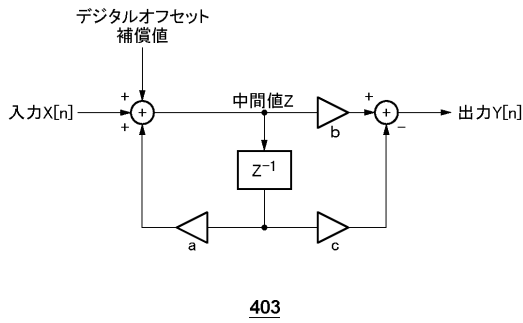 デジタルオフセット
補償値
+
入力X[n]
+
+
中間値Z
b
+
+
−
出力Y[n]
Z⁻¹
a
c
403